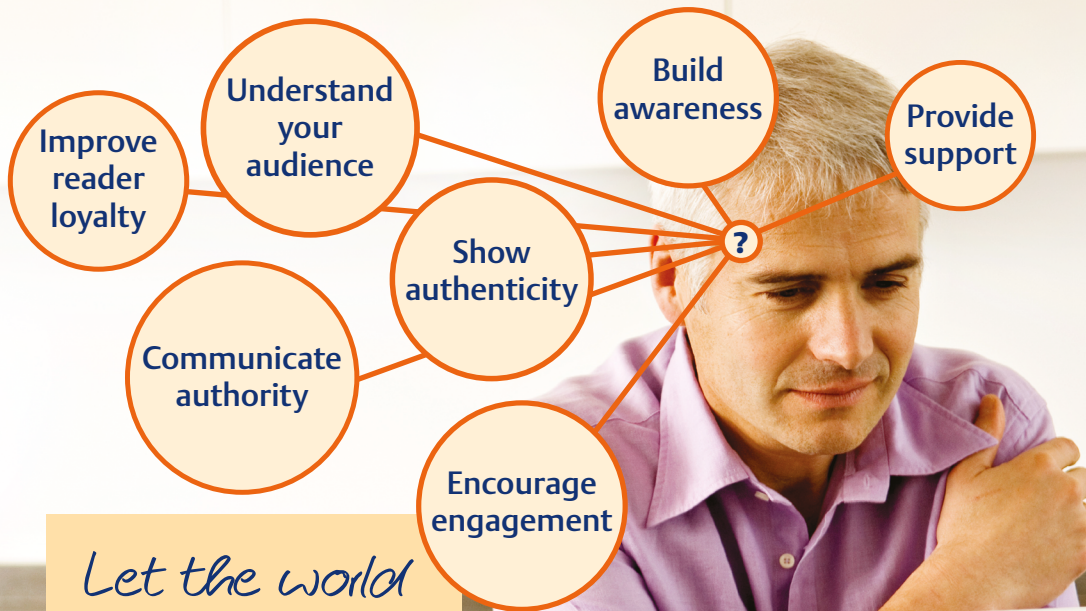 Improve
reader
loyalty
Understand
your
audience
Build
awareness
Provide
support
?
Show
authenticity
Communicate
authority
Encourage
engagement
Let the world